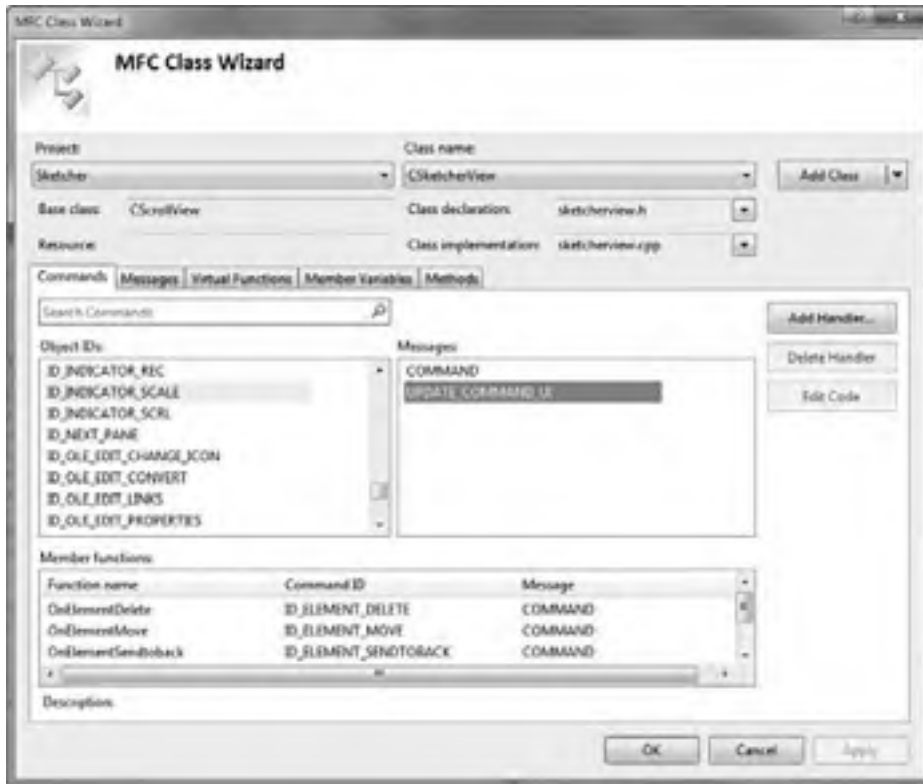 MFC Class Wizard
MFC Class Wizard
Project:
Class name:
Sketcher
CSketcherView
Add Class
Base class:
CScrollView
Class declaration:
sketcherview.h
Resource:
Class implementation:
sketcherview.cpp
Commands
Messages
Virtual Functions
Member Variables
Methods
Search Commands
Add Handler...
Object IDs:
Messages:
Delete Handler
ID_INDICATOR_REC
COMMAND
ID_INDICATOR_SCALE
UPDATE_COMMAND_UI
Edit Code
ID_INDICATOR_SCRL
ID_NEXT_PANE
ID_OLE_EDIT_CHANGE_ICON
ID_OLE_EDIT_CONVERT
ID_OLE_EDIT_LINKS
ID_OLE_EDIT_PROPERTIES
Member functions:
Function name
Command ID
Message
OnElementDelete
ID_ELEMENT_DELETE
COMMAND
OnElementMove
ID_ELEMENT_MOVE
COMMAND
OnElementSendtoback
ID_ELEMENT_SENDTOBACK
COMMAND
Description:
OK
Cancel
Apply